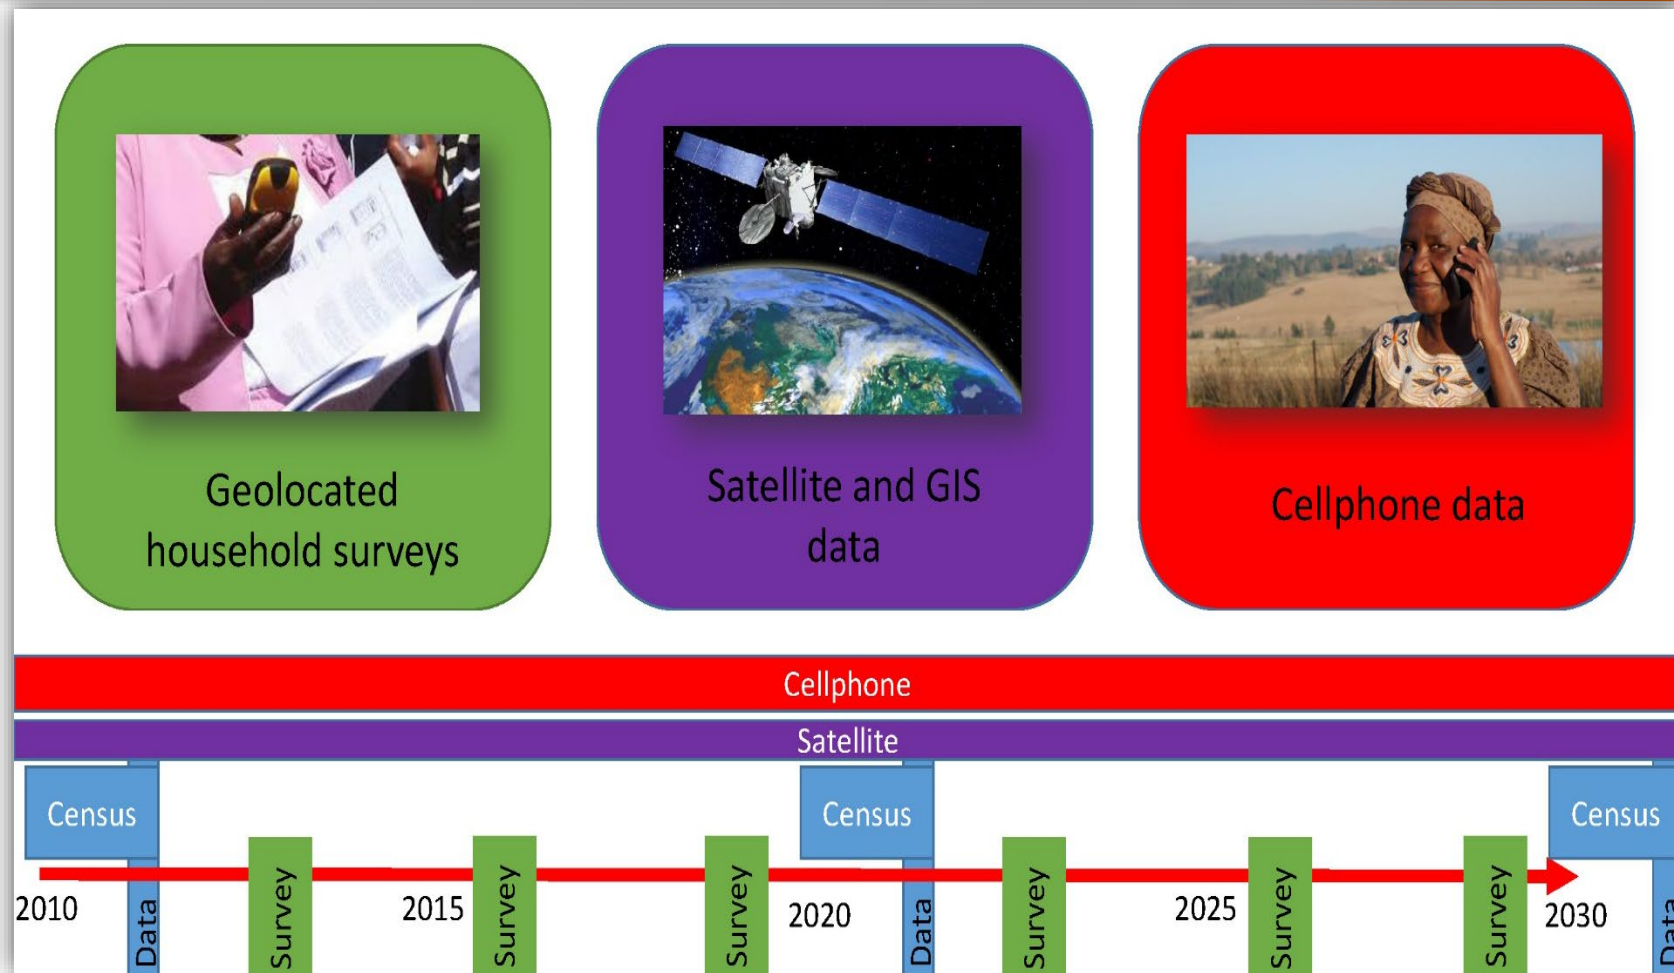 Geolocated
household surveys
Satellite and GIS
data
Cellphone data
Cellphone
Satellite
Census
Census
Census
2010
Data
Survey
2015
Survey
Survey
2020
Data
Survey
2025
Survey
Survey
2030
Data